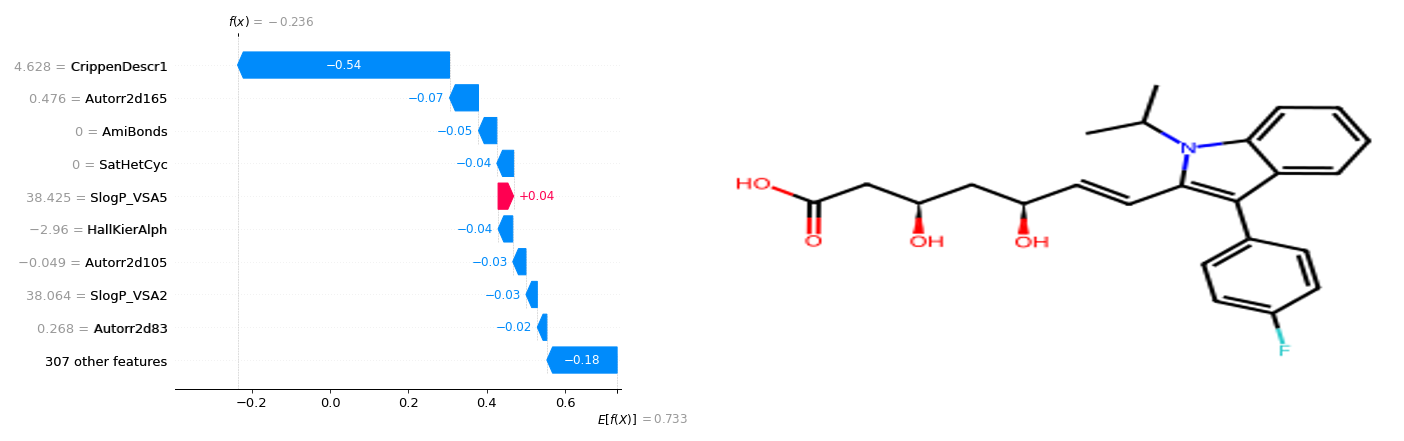 f(x) = −0.236
4.628 = CrippenDescr1
−0.54
0.476 = Autorr2d165
−0.07
0 = AmiBonds
−0.05
0 = SatHetCyc
−0.04
38.425 = SlogP_VSA5
+0.04
−2.96 = HallKierAlph
−0.04
−0.049 = Autorr2d105
−0.03
38.064 = SlogP_VSA2
−0.03
0.268 = Autorr2d83
−0.02
307 other features
−0.18
−0.2 0.0 0.2 0.4 0.6
E[f(X)] = 0.733
N
HO
O
OH
OH
F